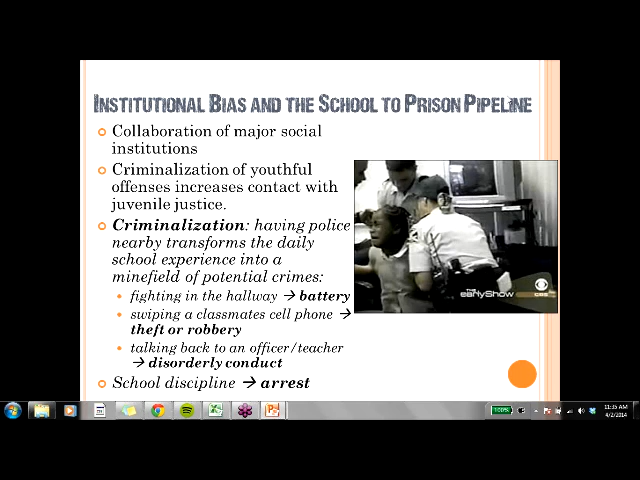 INSTITUTIONAL BIAS AND THE SCHOOL TO PRISON PIPELINE
Collaboration of major social
institutions
Criminalization of youthful
offenses increases contact with
juvenile justice.
Criminalization: having police
nearby transforms the daily
school experience into a
minefield of potential crimes:
fighting in the hallway → battery
swiping a classmates cell phone →
theft or robbery
talking back to an officer/teacher
→ disorderly conduct
School discipline → arrest
THE
earlyShow
CBS
100%
11:35 AM
4/2/2014